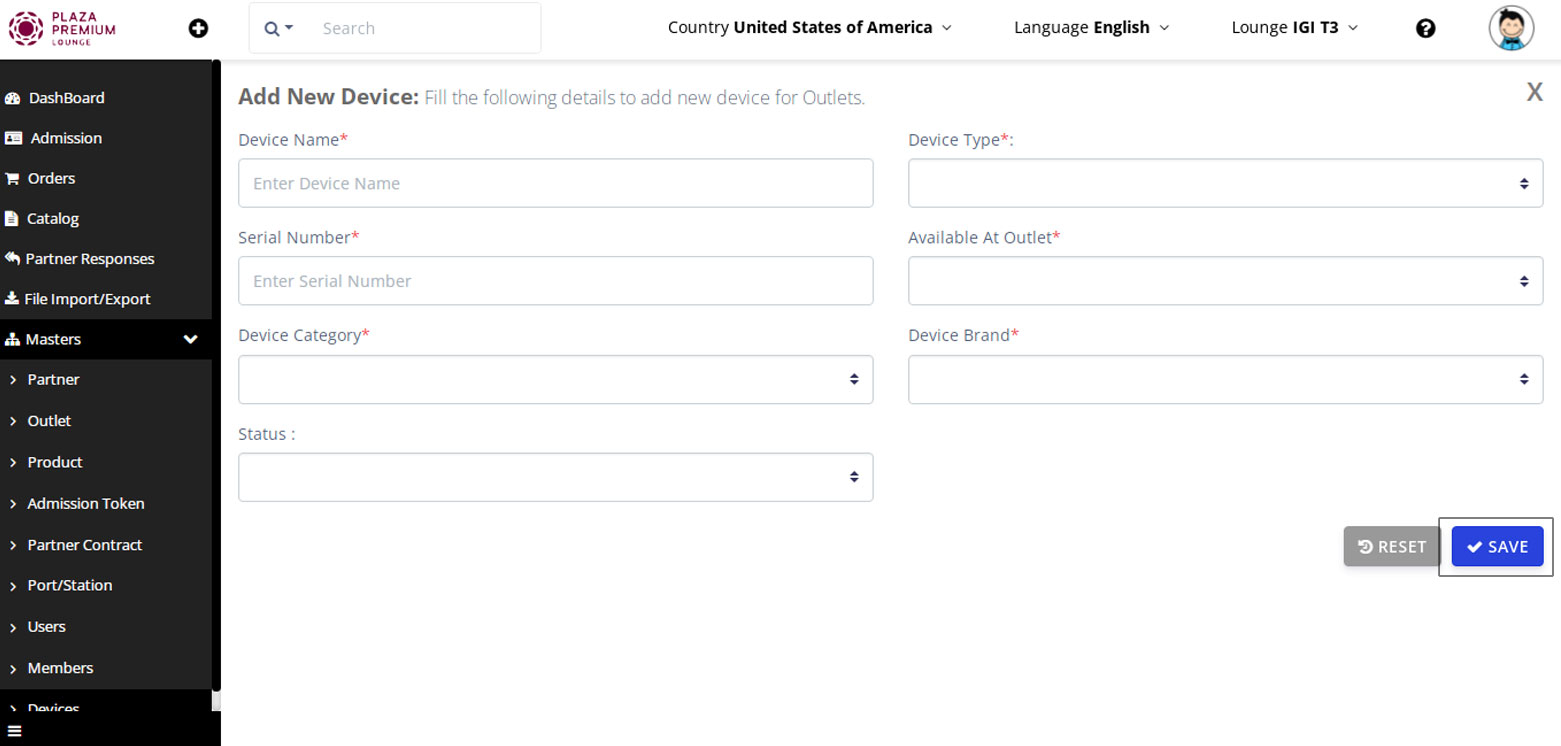 PLAZA
PREMIUM
LOUNGE
Search
Country United States of America
Language English
Lounge IGI T3
DashBoard
Admission
Orders
Catalog
Partner Responses
File Import/Export
Masters
Partner
Outlet
Product
Admission Token
Partner Contract
Port/Station
Users
Members
Devices
Add New Device: Fill the following details to add new device for Outlets.
X
Device Name*
Enter Device Name
Device Type*:
Serial Number*
Enter Serial Number
Available At Outlet*
Device Category*
Device Brand*
Status :
RESET
SAVE